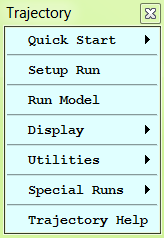 Trajectory
Quick Start
Setup Run
Run Model
Display
Utilities
Special Runs
Trajectory Help